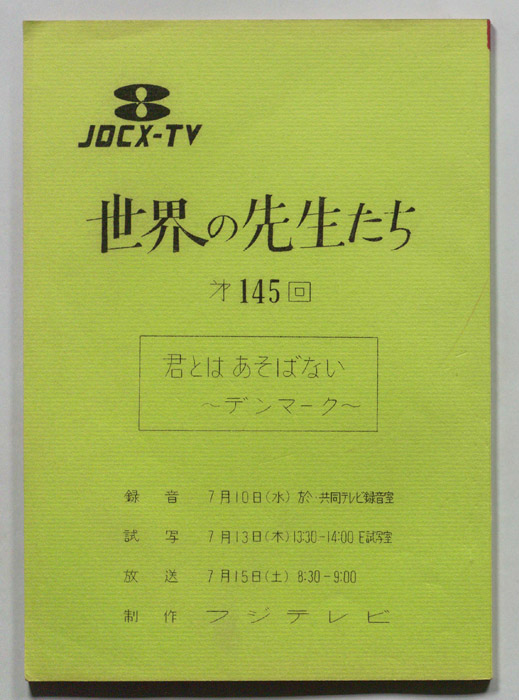 JOCX-TV
世界の先生たち
才145回
君とはあそばない
〜デンマーク〜
録音 7月10日(水) 於・共同テレビ録音室
試写 7月13日(木) 13:30-14:00 E試写室
放送 7月15日(土) 8:30-9:00
制作 フジテレビ